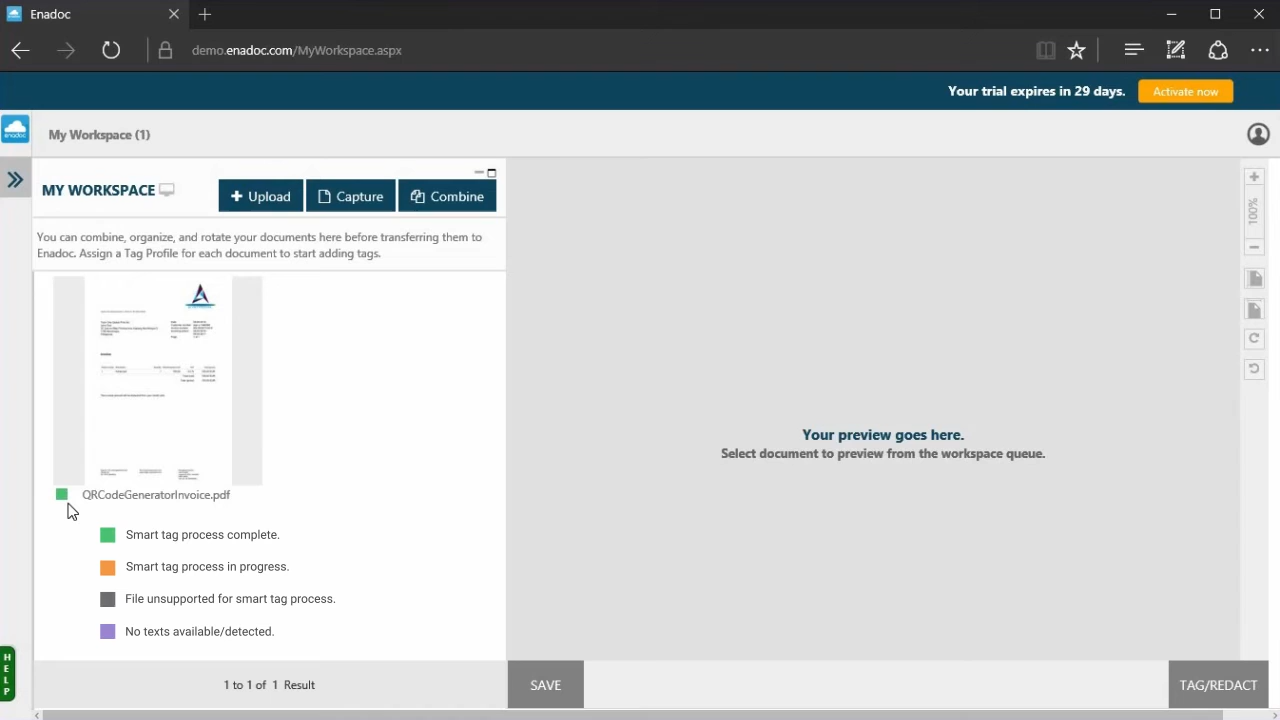 Enadoc
demo.enadoc.com/MyWorkspace.aspx
Your trial expires in 29 days.
Activate now
enadoc
My Workspace (1)
MY WORKSPACE
Upload
Capture
Combine
You can combine, organize, and rotate your documents here before transferring them to
Enadoc. Assign a Tag Profile for each document to start adding tags.
100%
Your preview goes here.
Select document to preview from the workspace queue.
QRCodeGeneratorInvoice.pdf
Smart tag process complete.
Smart tag process in progress.
File unsupported for smart tag process.
No texts available/detected.
HELP
1 to 1 of 1 Result
SAVE
TAG/REDACT